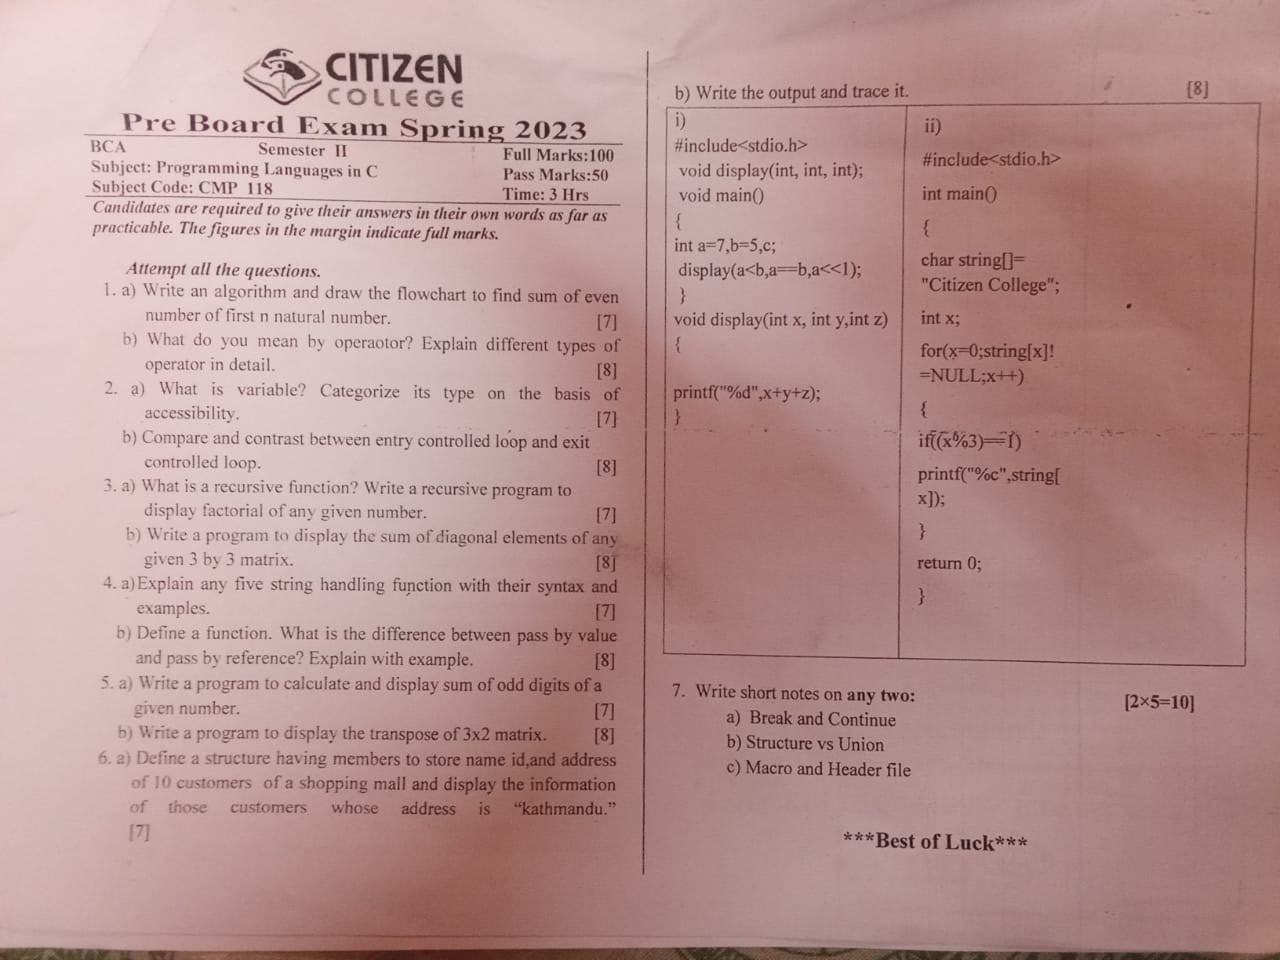 CITIZEN
COLLEGE
Pre Board Exam Spring 2023
BCA Semester II Full Marks:100
Subject: Programming Languages in C Pass Marks:50
Subject Code: CMP 118 Time: 3 Hrs
Candidates are required to give their answers in their own words as far as
practicable. The figures in the margin indicate full marks.
Attempt all the questions.
1. a) Write an algorithm and draw the flowchart to find sum of even
number of first n natural number. [7]
b) What do you mean by operaotor? Explain different types of
operator in detail. [8]
2. a) What is variable? Categorize its type on the basis of
accessibility. [7]
b) Compare and contrast between entry controlled loop and exit
controlled loop. [8]
3. a) What is a recursive function? Write a recursive program to
display factorial of any given number. [7]
b) Write a program to display the sum of diagonal elements of any
given 3 by 3 matrix. [8]
4. a)Explain any five string handling function with their syntax and
examples. [7]
b) Define a function. What is the difference between pass by value
and pass by reference? Explain with example. [8]
5. a) Write a program to calculate and display sum of odd digits of a
given number. [7]
b) Write a program to display the transpose of 3x2 matrix. [8]
6. a) Define a structure having members to store name id,and address
of 10 customers of a shopping mall and display the information
of those customers whose address is “kathmandu.”
[7]
b) Write the output and trace it. [8]
i)
#include<stdio.h>
void display(int, int, int);
void main()
{
int a=7,b=5,c;
display(a<b,a==b,a<<1);
}
void display(int x, int y,int z)
{
printf("%d",x+y+z);
}
ii)
#include<stdio.h>
int main()
{
char string[]=
"Citizen College";
int x;
for(x=0;string[x]!
=NULL;x++)
{
if((x%3)==1)
printf("%c",string[
x]);
}
return 0;
}
7. Write short notes on any two: [2×5=10]
a) Break and Continue
b) Structure vs Union
c) Macro and Header file
***Best of Luck***